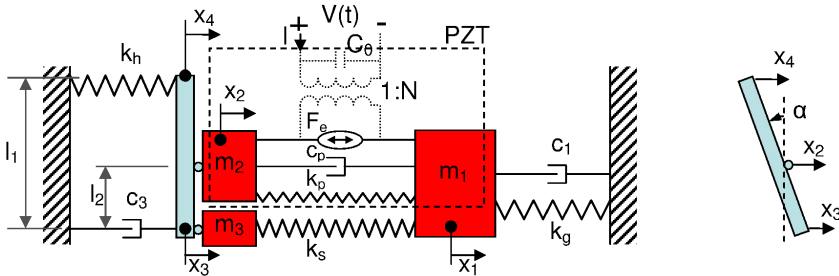 V(t)
x₄
I
+
-
C₀
PZT
x₄
kₕ
α
1:N
x₂
Fₑ
x₂
l₁
m₂
cₚ
m₁
c₁
l₂
kₚ
c₃
m₃
x₃
kₛ
k_g
x₃
x₁